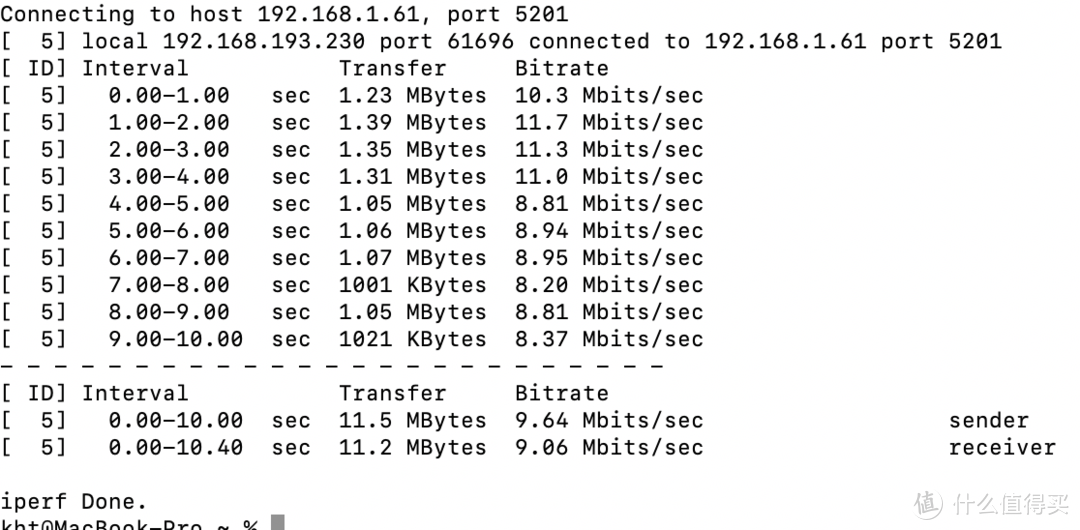 Connecting to host 192.168.1.61, port 5201
[  5] local 192.168.193.230 port 61696 connected to 192.168.1.61 port 5201
[ ID] Interval           Transfer     Bitrate
[  5]   0.00-1.00   sec  1.23 MBytes  10.3 Mbits/sec
[  5]   1.00-2.00   sec  1.39 MBytes  11.7 Mbits/sec
[  5]   2.00-3.00   sec  1.35 MBytes  11.3 Mbits/sec
[  5]   3.00-4.00   sec  1.31 MBytes  11.0 Mbits/sec
[  5]   4.00-5.00   sec  1.05 MBytes  8.81 Mbits/sec
[  5]   5.00-6.00   sec  1.06 MBytes  8.94 Mbits/sec
[  5]   6.00-7.00   sec  1.07 MBytes  8.95 Mbits/sec
[  5]   7.00-8.00   sec  1001 KBytes  8.20 Mbits/sec
[  5]   8.00-9.00   sec  1.05 MBytes  8.81 Mbits/sec
[  5]   9.00-10.00  sec  1021 KBytes  8.37 Mbits/sec
- - - - - - - - - - - - - - - - - - - - - - - - -
[ ID] Interval           Transfer     Bitrate
[  5]   0.00-10.00  sec  11.5 MBytes  9.64 Mbits/sec                  sender
[  5]   0.00-10.40  sec  11.2 MBytes  9.06 Mbits/sec                  receiver
iperf Done.
kht@MacBook-Pro ~ %
值 什么值得买